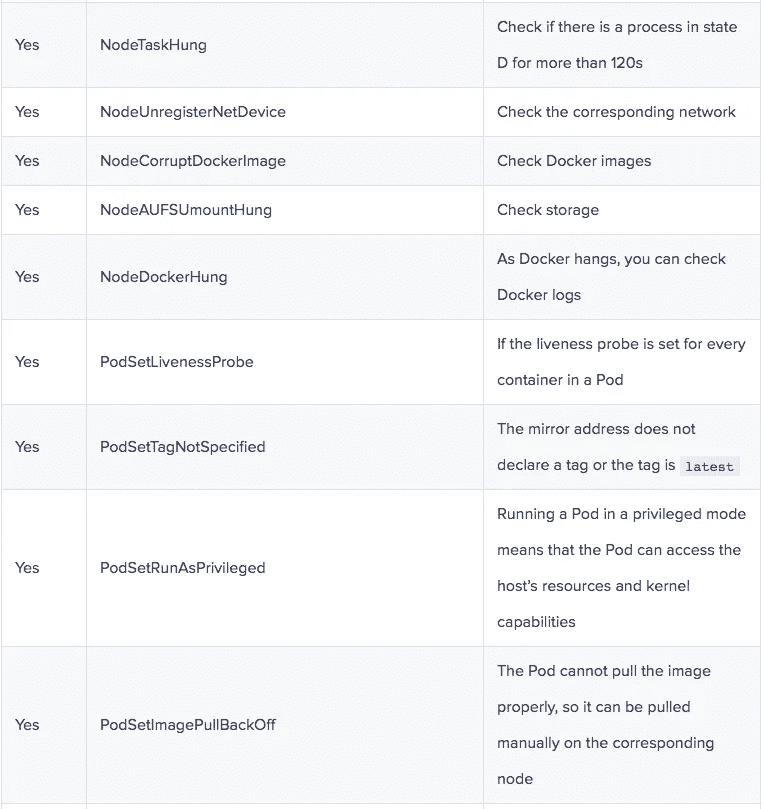 Yes
NodeTaskHung
Check if there is a process in state
D for more than 120s
Yes
NodeUnregisterNetDevice
Check the corresponding network
Yes
NodeCorruptDockerImage
Check Docker images
Yes
NodeAUFSUmountHung
Check storage
Yes
NodeDockerHung
As Docker hangs, you can check
Docker logs
Yes
PodSetLivenessProbe
If the liveness probe is set for every
container in a Pod
Yes
PodSetTagNotSpecified
The mirror address does not
declare a tag or the tag is latest
Yes
PodSetRunAsPrivileged
Running a Pod in a privileged mode
means that the Pod can access the
host’s resources and kernel
capabilities
Yes
PodSetImagePullBackOff
The Pod cannot pull the image
properly, so it can be pulled
manually on the corresponding
node